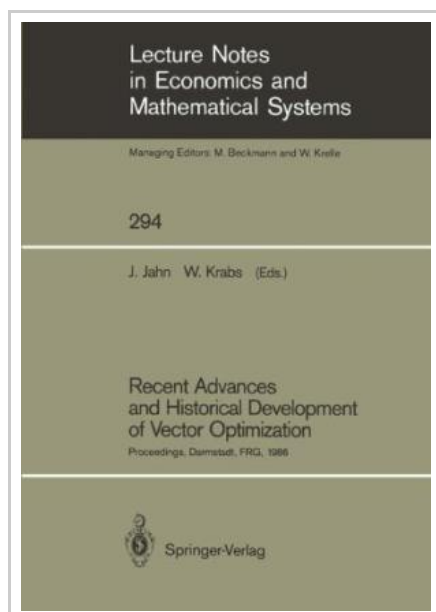 Lecture Notes
in Economics and
Mathematical Systems
Managing Editors: M. Beckmann and W. Krelle
294
J. Jahn W. Krabs (Eds.)
Recent Advances
and Historical Development
of Vector Optimization
Proceedings, Darmstadt, FRG, 1986
Springer-Verlag